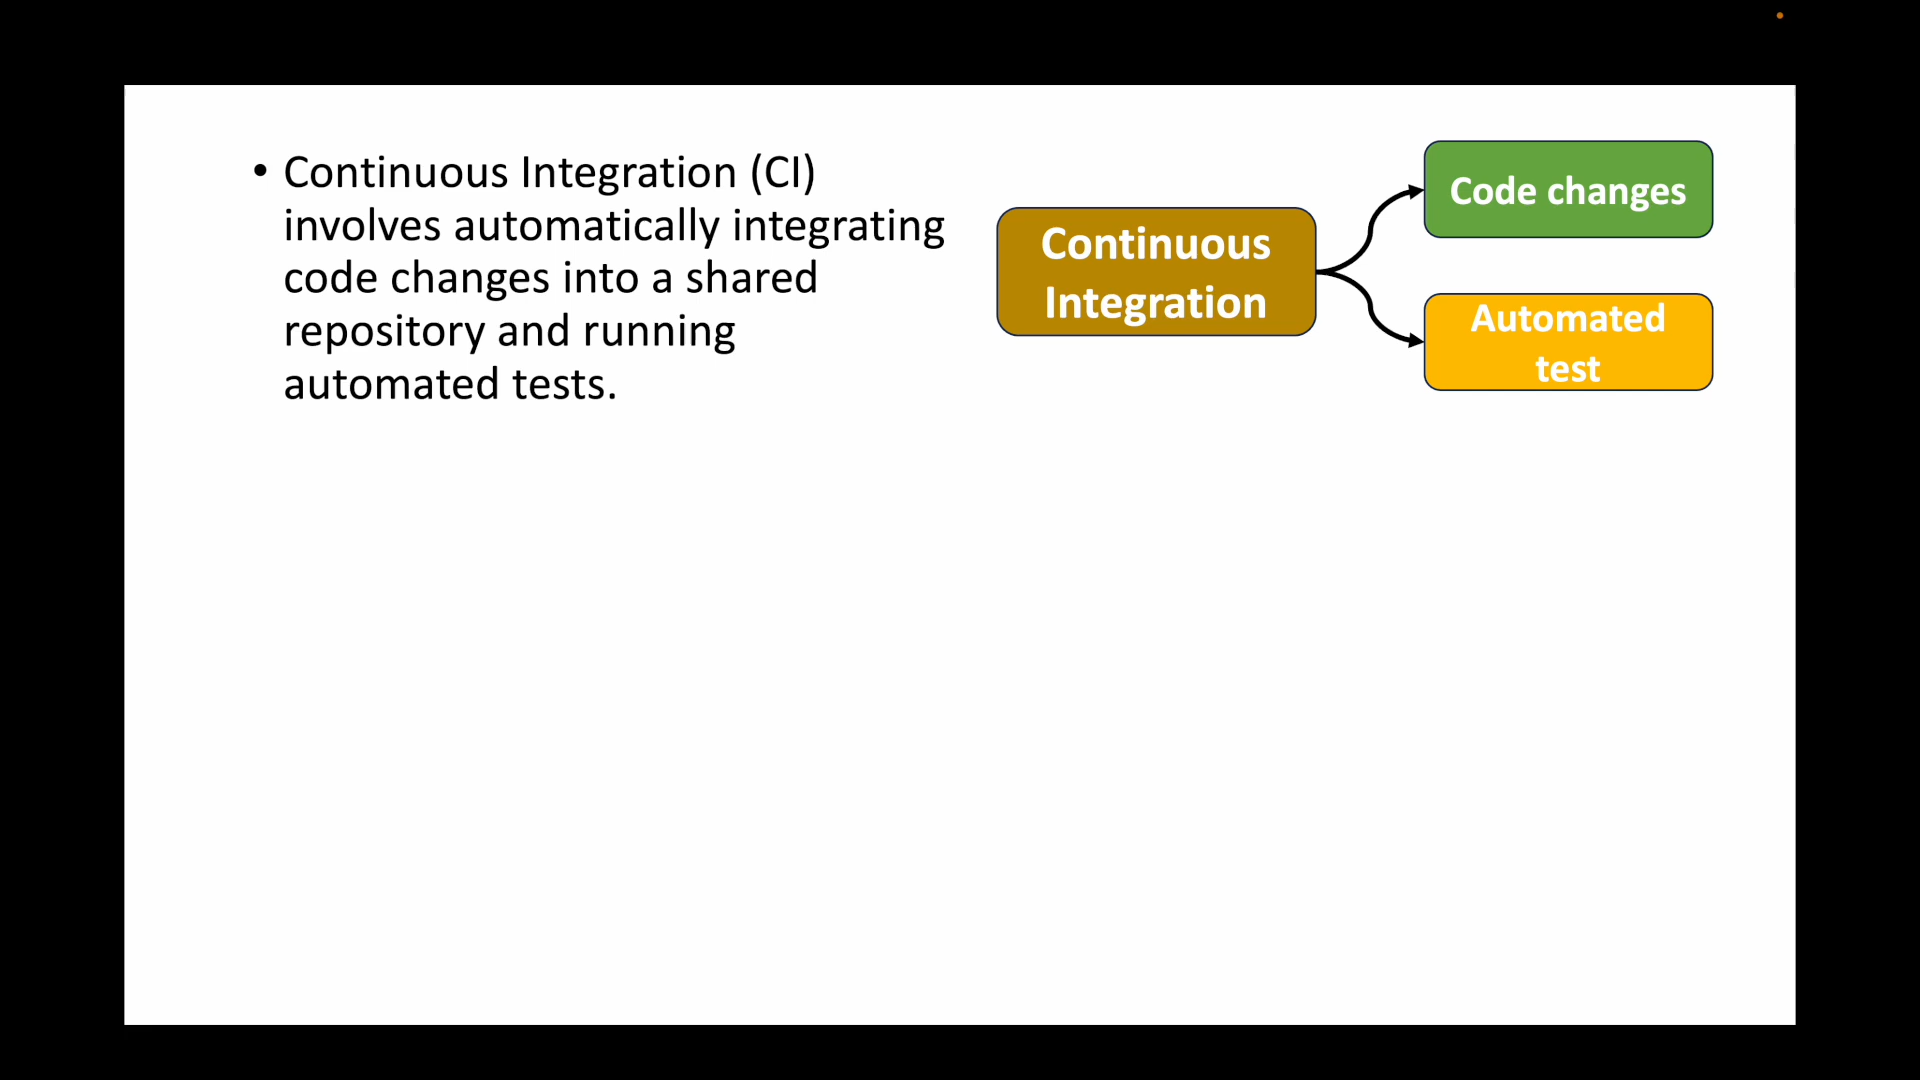 • Continuous Integration (CI)
involves automatically integrating
code changes into a shared
repository and running
automated tests.
Continuous
Integration
Code changes
Automated
test